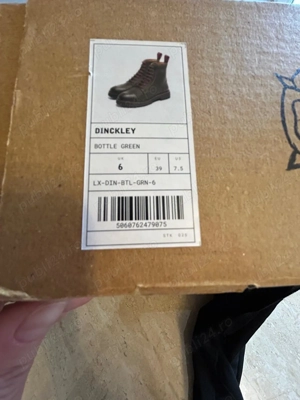 DINCKLEY
BOTTLE GREEN
UK EU US
6 39 7.5
LX-DIN-BTL-GRN-6
5060762479075